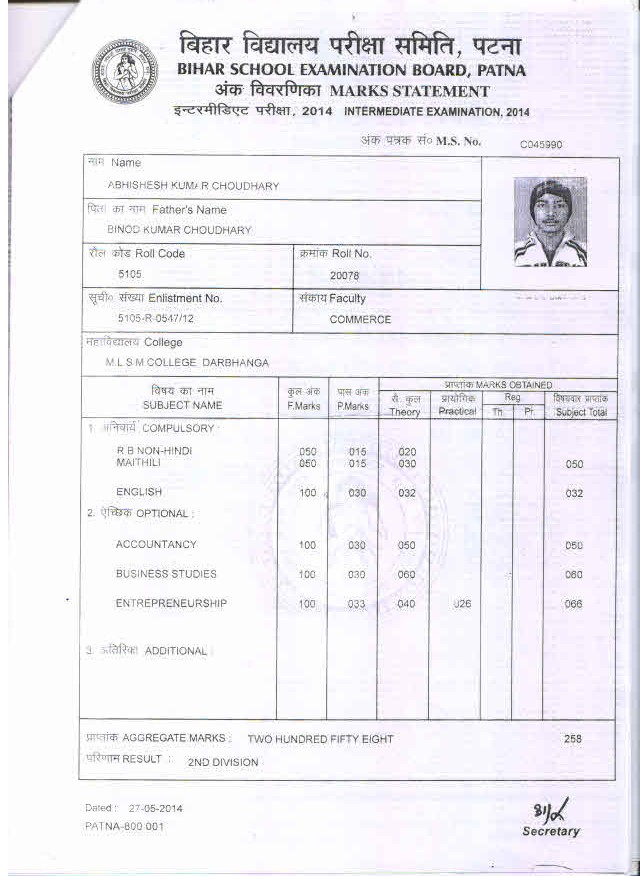 बिहार विद्यालय परीक्षा समिति, पटना
BIHAR SCHOOL EXAMINATION BOARD, PATNA
अंक विवरणिका MARKS STATEMENT
इन्टरमीडिएट परीक्षा, 2014 INTERMEDIATE EXAMINATION, 2014
अंक पत्रक सं० M.S. No. C045990
नाम Name
ABHISHESH KUMAR CHOUDHARY
पिता का नाम Father's Name
BINOD KUMAR CHOUDHARY
रौल कोड Roll Code क्रमांक Roll No.
5105 20078
सूची० संख्या Enlistment No. संकाय Faculty
5105-R-0547/12 COMMERCE
महाविद्यालय College
M.L S M COLLEGE DARBHANGA
विषय का नाम कुल अंक पास अंक प्राप्तांक MARKS OBTAINED
SUBJECT NAME F.Marks P.Marks सै. कुल Theory प्रायोगिक Practical Reg. Th. Pr. विषयवार प्राप्तांक Subject Total
1. अनिवार्य COMPULSORY :
R B NON-HINDI 050 015 020
MAITHILI 050 015 030 050
ENGLISH 100 030 032 032
2. ऐच्छिक OPTIONAL :
ACCOUNTANCY 100 030 050 050
BUSINESS STUDIES 100 030 060 060
ENTREPRENEURSHIP 100 033 040 026 066
3. अतिरिक्त ADDITIONAL :
प्राप्तांक AGGREGATE MARKS : TWO HUNDRED FIFTY EIGHT 258
परिणाम RESULT : 2ND DIVISION
Dated : 27-05-2014
PATNA-800 001
Secretary